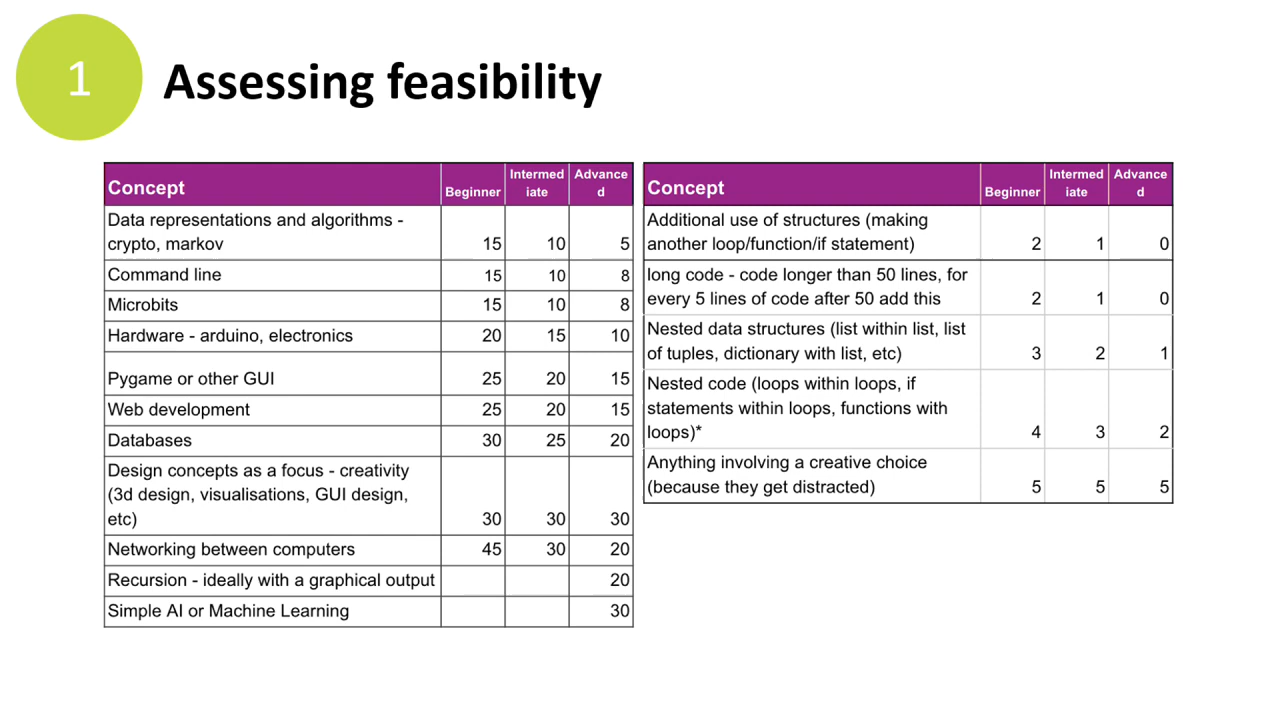 1
Assessing feasibility
Concept Beginner Intermed iate Advance d
Data representations and algorithms -
crypto, markov 15 10 5
Command line 15 10 8
Microbits 15 10 8
Hardware - arduino, electronics 20 15 10
Pygame or other GUI 25 20 15
Web development 25 20 15
Databases 30 25 20
Design concepts as a focus - creativity
(3d design, visualisations, GUI design,
etc) 30 30 30
Networking between computers 45 30 20
Recursion - ideally with a graphical output 20
Simple AI or Machine Learning 30
Concept Beginner Intermed iate Advance d
Additional use of structures (making
another loop/function/if statement) 2 1 0
long code - code longer than 50 lines, for
every 5 lines of code after 50 add this 2 1 0
Nested data structures (list within list, list
of tuples, dictionary with list, etc) 3 2 1
Nested code (loops within loops, if
statements within loops, functions with
loops)* 4 3 2
Anything involving a creative choice
(because they get distracted) 5 5 5